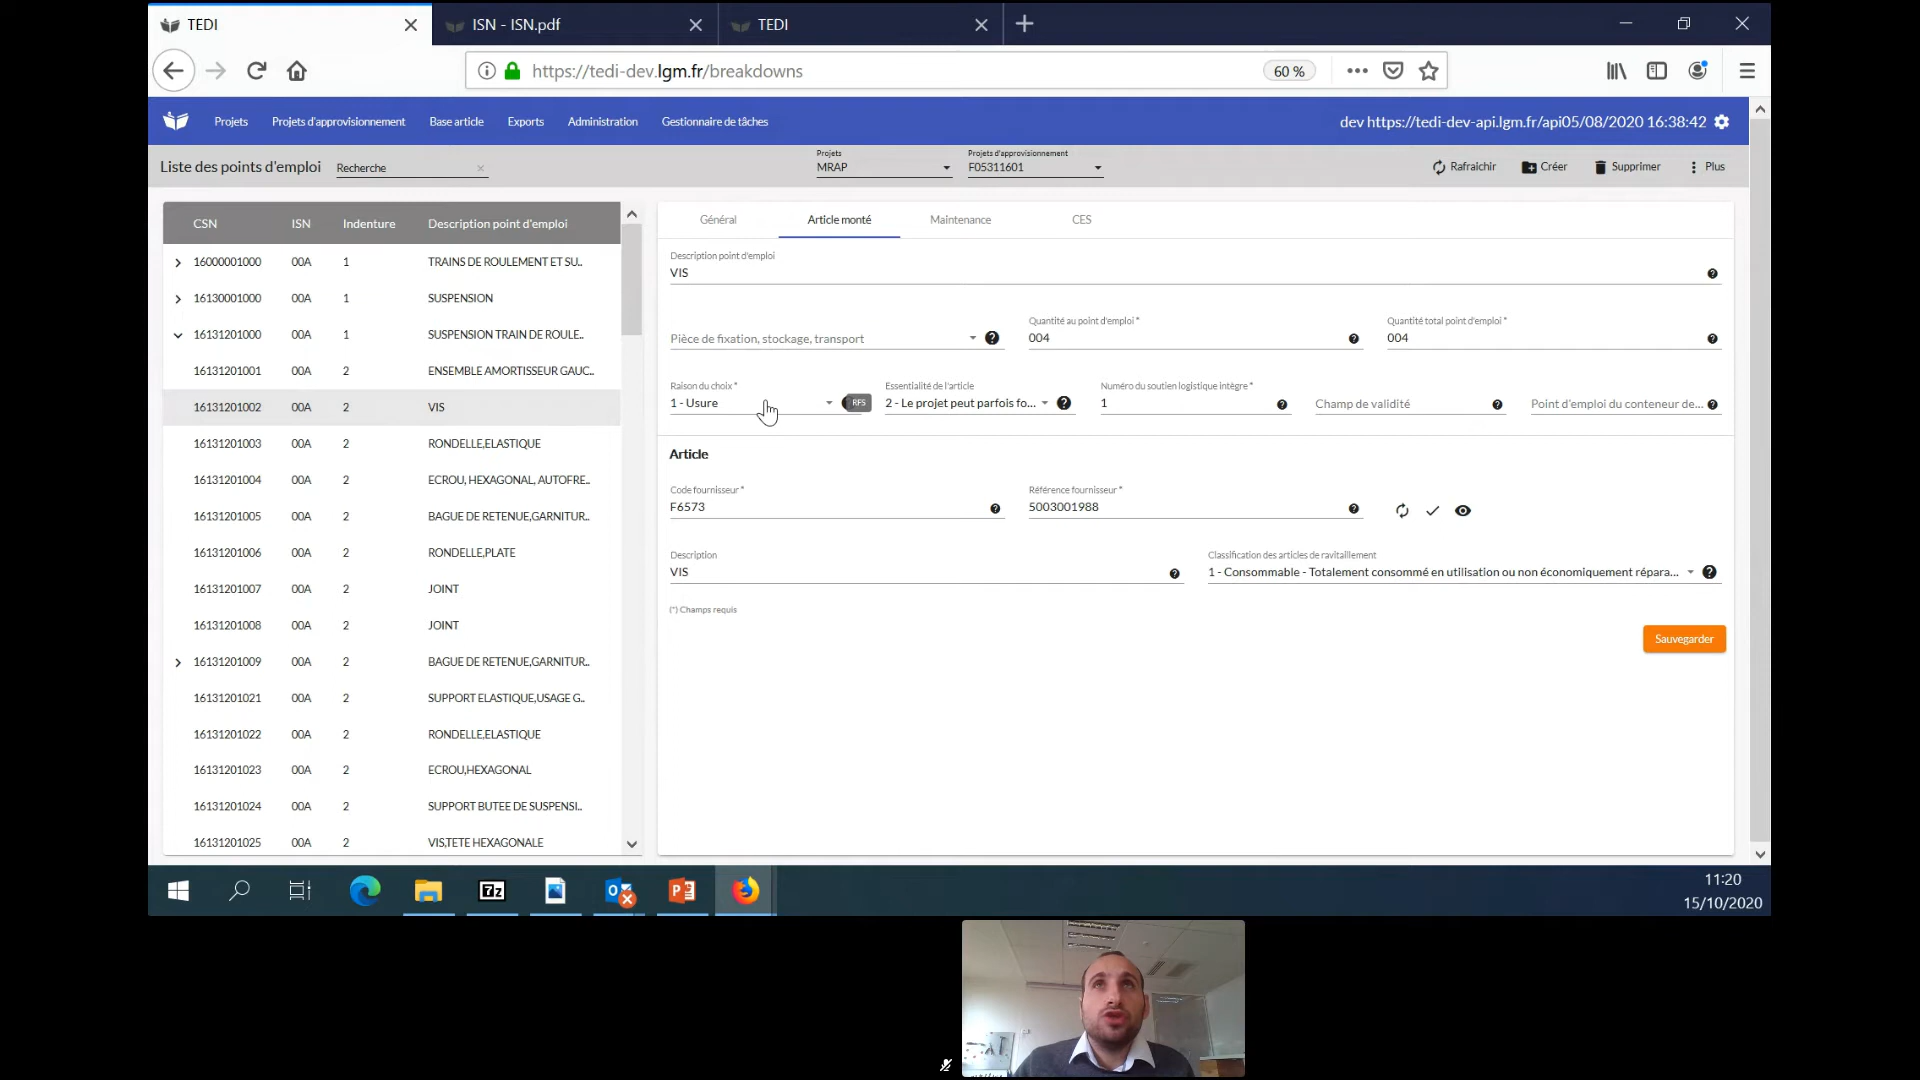 TEDI
ISN - ISN.pdf
TEDI
https://tedi-dev.lgm.fr/breakdowns
60 %
Projets
Projets d'approvisionnement
Base article
Exports
Administration
Gestionnaire de tâches
dev https://tedi-dev-api.lgm.fr/api05/08/2020 16:38:42
Liste des points d'emploi
Recherche
Projets
MRAP
Projets d'approvisionnement
F05311601
Rafraichir
Créer
Supprimer
Plus
CSN ISN Indenture Description point d'emploi
16000001000 00A 1 TRAINS DE ROULEMENT ET SU..
16130001000 00A 1 SUSPENSION
16131201000 00A 1 SUSPENSION TRAIN DE ROULE..
16131201001 00A 2 ENSEMBLE AMORTISSEUR GAUC..
16131201002 00A 2 VIS
16131201003 00A 2 RONDELLE,ELASTIQUE
16131201004 00A 2 ECROU, HEXAGONAL, AUTOFRE..
16131201005 00A 2 BAGUE DE RETENUE,GARNITUR..
16131201006 00A 2 RONDELLE,PLATE
16131201007 00A 2 JOINT
16131201008 00A 2 JOINT
16131201009 00A 2 BAGUE DE RETENUE,GARNITUR..
16131201021 00A 2 SUPPORT ELASTIQUE,USAGE G..
16131201022 00A 2 RONDELLE,ELASTIQUE
16131201023 00A 2 ECROU,HEXAGONAL
16131201024 00A 2 SUPPORT BUTEE DE SUSPENSI..
16131201025 00A 2 VIS,TETE HEXAGONALE
Général
Article monté
Maintenance
CES
Description point d'emploi
VIS
Pièce de fixation, stockage, transport
Quantité au point d'emploi *
004
Quantité total point d'emploi *
004
Raison du choix *
1 - Usure
RFS
Essentialité de l'article
2 - Le projet peut parfois fo...
Numéro du soutien logistique intègre *
1
Champ de validité
Point d'emploi du conteneur de...
Article
Code fournisseur *
F6573
Référence fournisseur *
5003001988
Description
VIS
Classification des articles de ravitaillement
1 - Consommable - Totalement consommé en utilisation ou non économiquement répara...
(*) Champs requis
Sauvegarder
11:20
15/10/2020